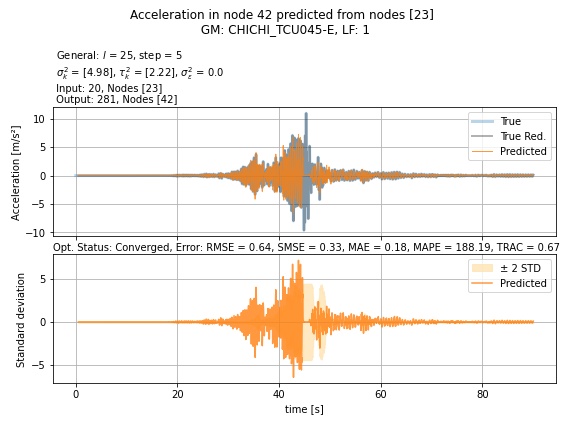 Acceleration in node 42 predicted from nodes [23]
GM: CHICHI_TCU045-E, LF: 1
General: l = 25, step = 5
σ²ₖ = [4.98], τ²ₖ = [2.22], σ²ε = 0.0
Input: 20, Nodes [23]
Output: 281, Nodes [42]
Acceleration [m/s²]
10
5
0
−5
−10
True
True Red.
Predicted
Opt. Status: Converged, Error: RMSE = 0.64, SMSE = 0.33, MAE = 0.18, MAPE = 188.19, TRAC = 0.67
Standard deviation
5
0
−5
± 2 STD
Predicted
0 20 40 60 80
time [s]